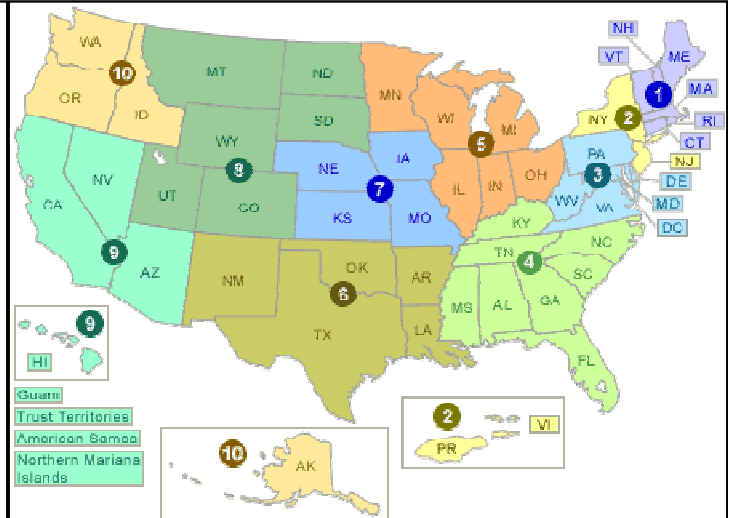 NH
WA
VT
ME
MT
ND
10
MN
MA
OR
1
ID
WI
MI
NY
2
RI
SD
CT
WY
5
PA
NJ
IA
NE
8
3
DE
NV
OH
UT
CO
7
IL
IN
WV
VA
MD
CA
KS
MO
KY
DC
NC
TN
9
AZ
4
OK
SC
NM
6
AR
MS
AL
GA
TX
LA
9
HI
FL
Guam
Trust Territories
American Samoa
Northern Mariana
Islands
2
VI
PR
10
AK